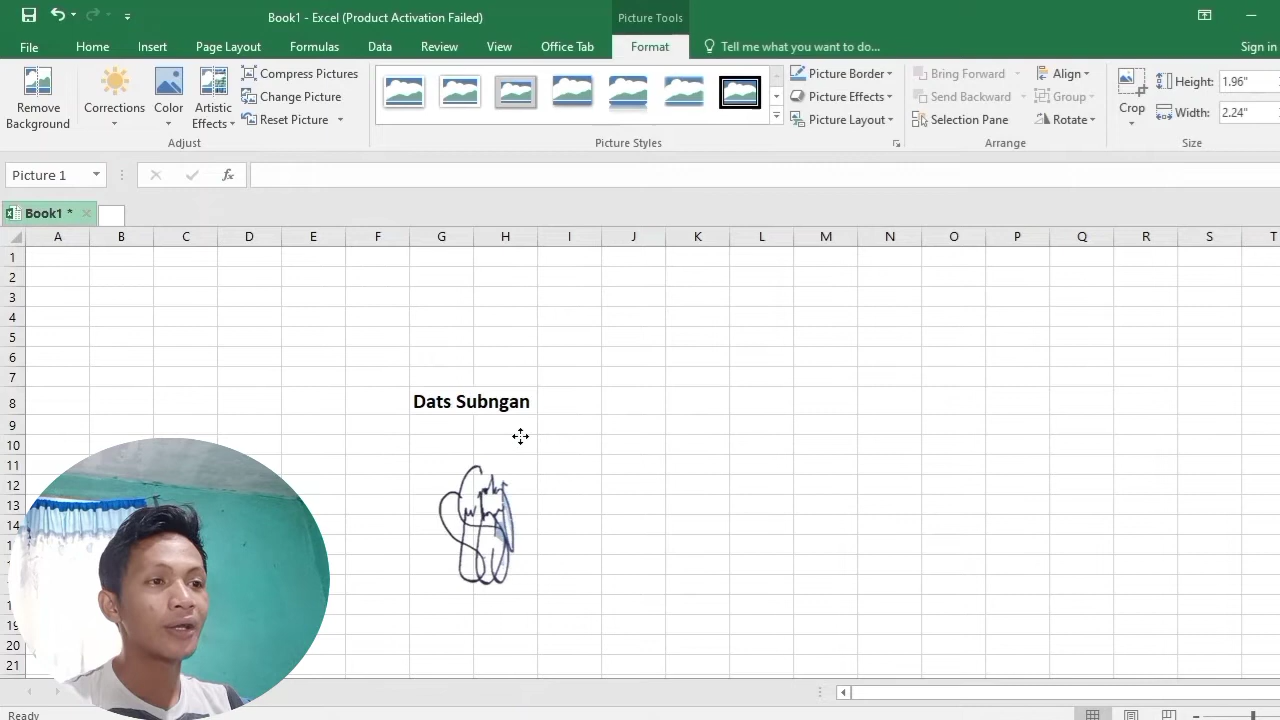 Book1 - Excel (Product Activation Failed)
Picture Tools
File
Home
Insert
Page Layout
Formulas
Data
Review
View
Office Tab
Format
Tell me what you want to do...
Sign in
Remove
Background
Corrections
Color
Artistic
Effects
Compress Pictures
Change Picture
Reset Picture
Adjust
Picture Styles
Picture Border
Picture Effects
Picture Layout
Bring Forward
Send Backward
Selection Pane
Align
Group
Rotate
Arrange
Crop
Height: 1.96"
Width: 2.24"
Size
Picture 1
fx
Book1 *
A B C D E F G H I J K L M N O P Q R S T
1
2
3
4
5
6
7
8 Dats Subngan
9
10
11
12
13
14
20
21
Ready